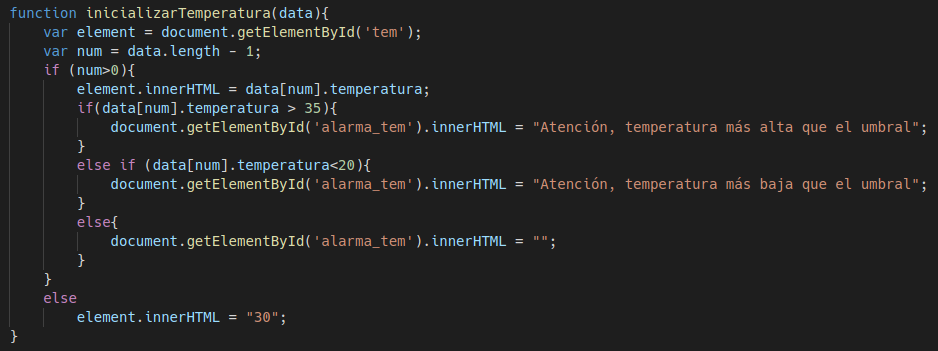 function inicializarTemperatura(data){
    var element = document.getElementById('tem');
    var num = data.length - 1;
    if (num>0){
        element.innerHTML = data[num].temperatura;
        if(data[num].temperatura > 35){
            document.getElementById('alarma_tem').innerHTML = "Atención, temperatura más alta que el umbral";
        }
        else if (data[num].temperatura<20){
            document.getElementById('alarma_tem').innerHTML = "Atención, temperatura más baja que el umbral";
        }
        else{
            document.getElementById('alarma_tem').innerHTML = "";
        }
    }
    else
        element.innerHTML = "30";
}